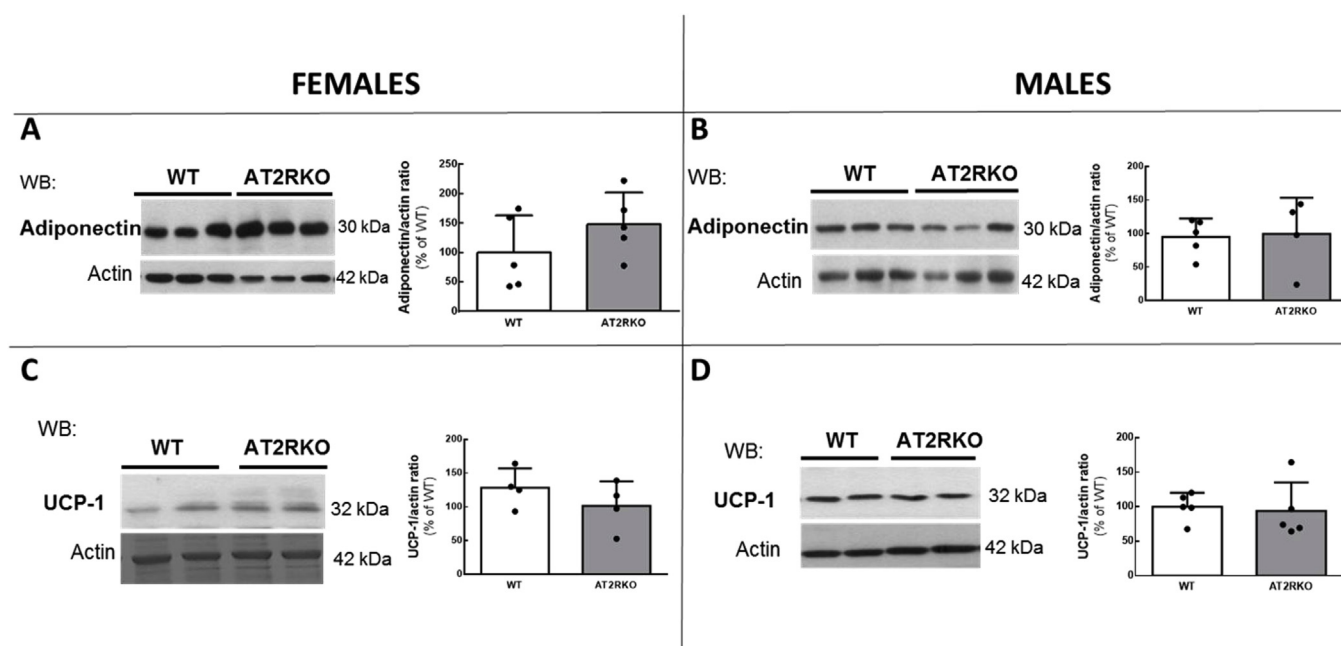 FEMALES
MALES
A
WB:
WT AT2RKO
Adiponectin 30 kDa
Actin 42 kDa
Adiponectin/actin ratio
(% of WT)
250
200
150
100
50
0
WT AT2RKO
B
WB:
WT AT2RKO
Adiponectin 30 kDa
Actin 42 kDa
Adiponectin/actin ratio
(% of WT)
200
150
100
50
0
WT AT2RKO
C
WB:
WT AT2RKO
UCP-1 32 kDa
Actin 42 kDa
UCP-1/actin ratio
(% of WT)
200
150
100
50
0
WT AT2RKO
D
WB:
WT AT2RKO
UCP-1 32 kDa
Actin 42 kDa
UCP-1/actin ratio
(% of WT)
200
150
100
50
0
WT AT2RKO